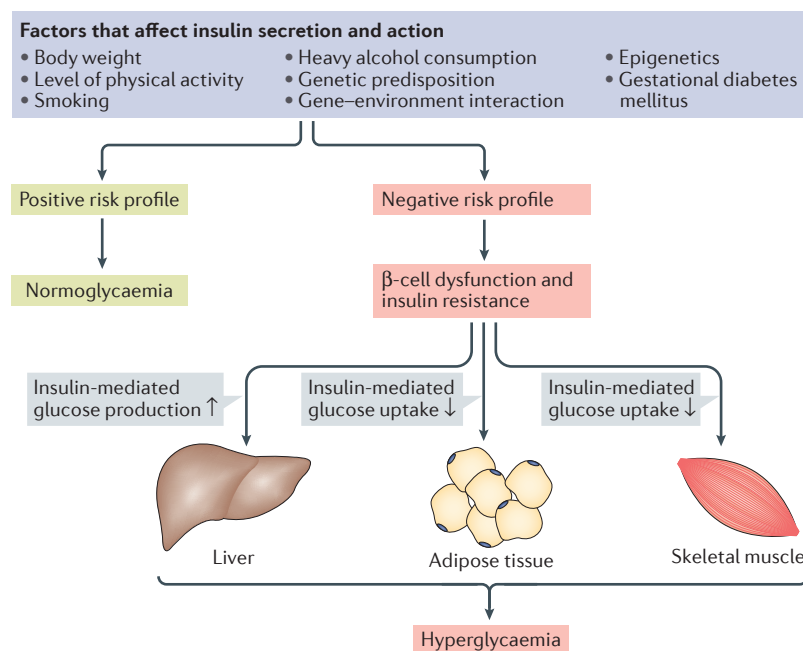 Factors that affect insulin secretion and action
• Body weight
• Level of physical activity
• Smoking
• Heavy alcohol consumption
• Genetic predisposition
• Gene–environment interaction
• Epigenetics
• Gestational diabetes
mellitus
Positive risk profile
Negative risk profile
Normoglycaemia
β-cell dysfunction and
insulin resistance
Insulin-mediated
glucose production ↑
Insulin-mediated
glucose uptake ↓
Insulin-mediated
glucose uptake ↓
Liver
Adipose tissue
Skeletal muscle
Hyperglycaemia